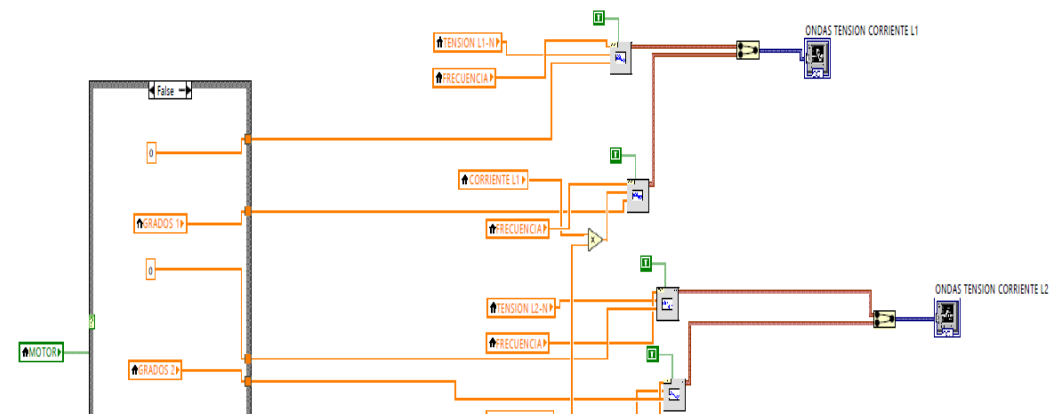 T
ONDAS TENSION CORRIENTE L1
TENSION L1-N
FRECUENCIA
False
0
T
CORRIENTE L1
GRADOS 1
FRECUENCIA
x
0
T
ONDAS TENSION CORRIENTE L2
TENSION L2-N
?
FRECUENCIA
MOTOR
T
GRADOS 2